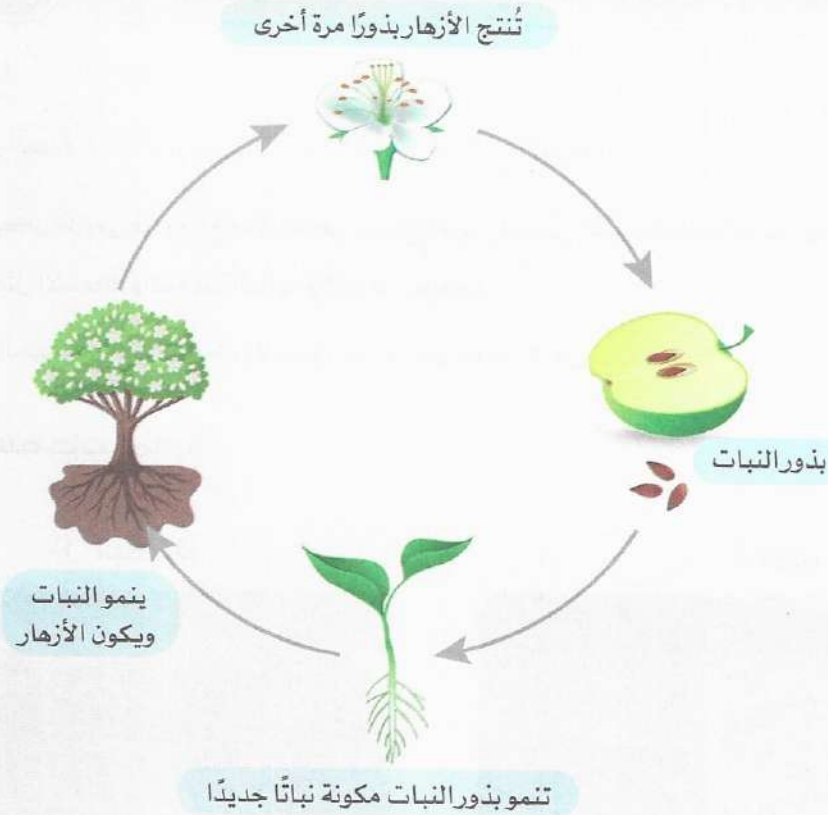 تُنتج الأزهار بذورًا مرة أخرى
بذور النبات
تنمو بذور النبات مكونة نباتًا جديدًا
ينمو النبات
ويكون الأزهار